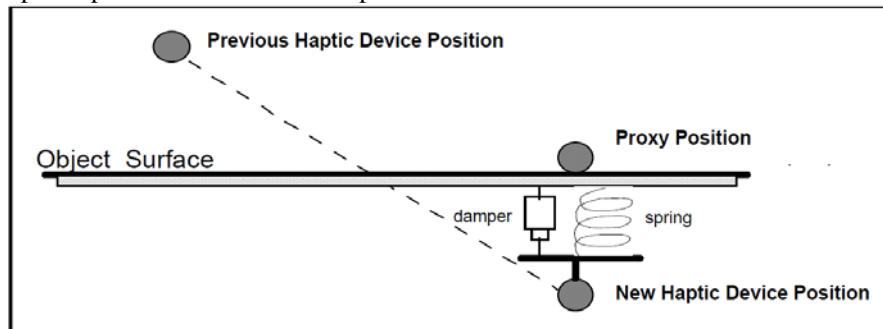 Previous Haptic Device Position
Proxy Position
Object Surface
damper
spring
New Haptic Device Position